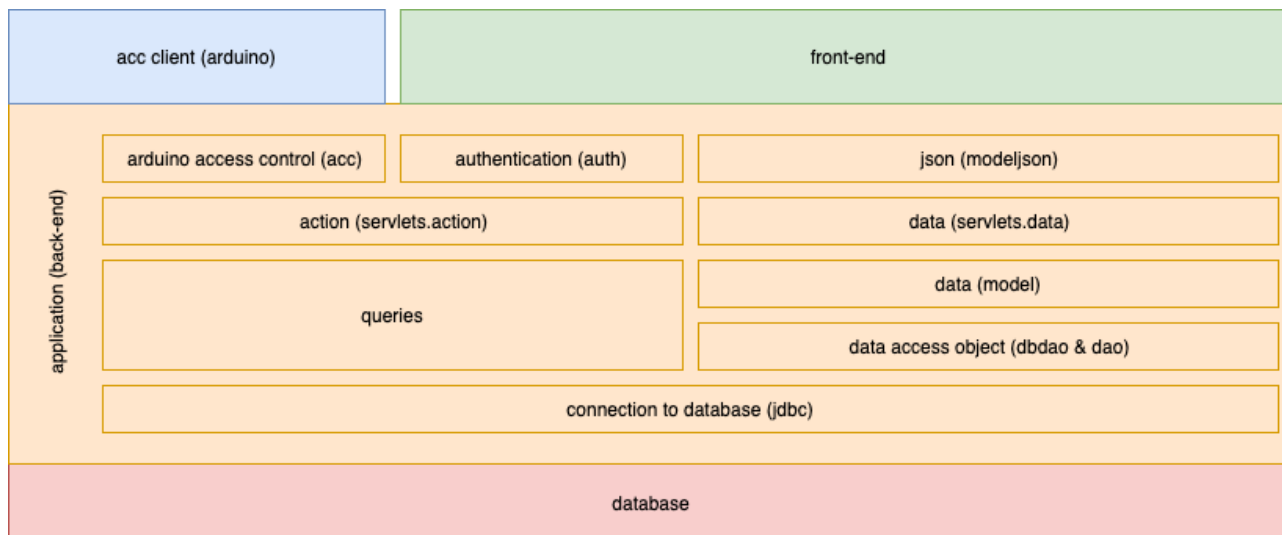 acc client (arduino)
front-end
application (back-end)
arduino access control (acc)
authentication (auth)
json (modeljson)
action (servlets.action)
data (servlets.data)
queries
data (model)
data access object (dbdao & dao)
connection to database (jdbc)
database